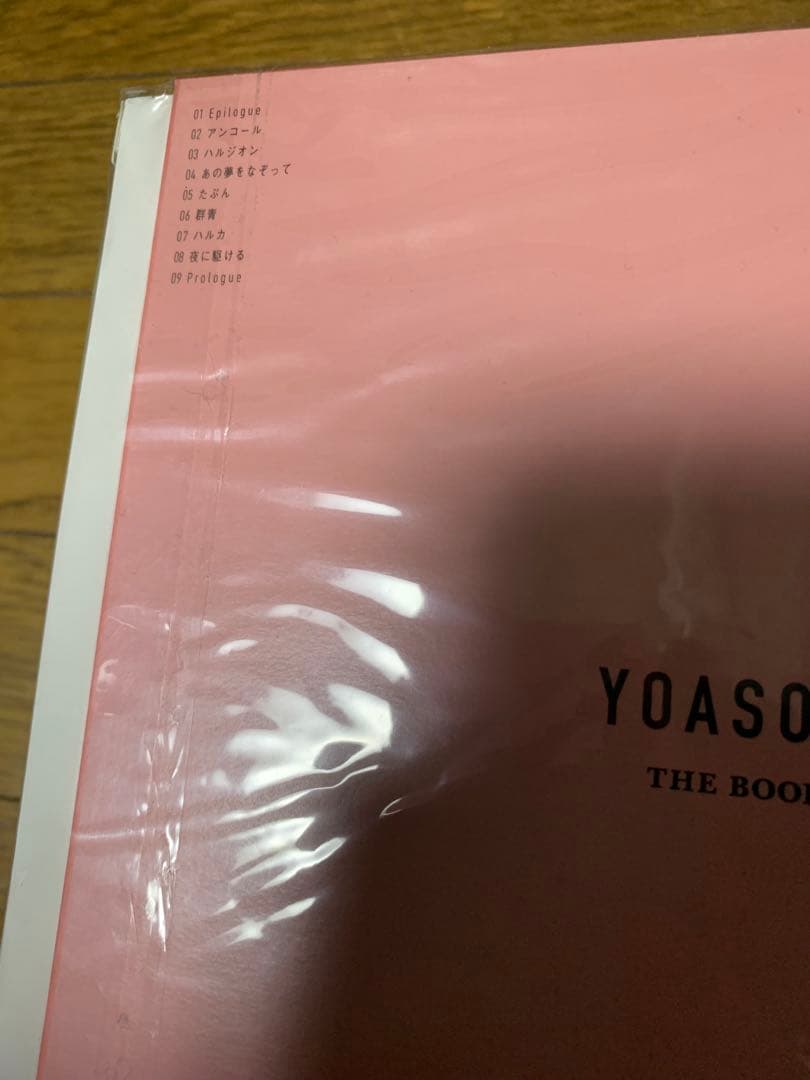 01 Epilogue
02 アンコール
03 ハルジオン
04 あの夢をなぞって
05 たぶん
06 群青
07 ハルカ
08 夜に駆ける
09 Prologue
YOASO
THE BOO